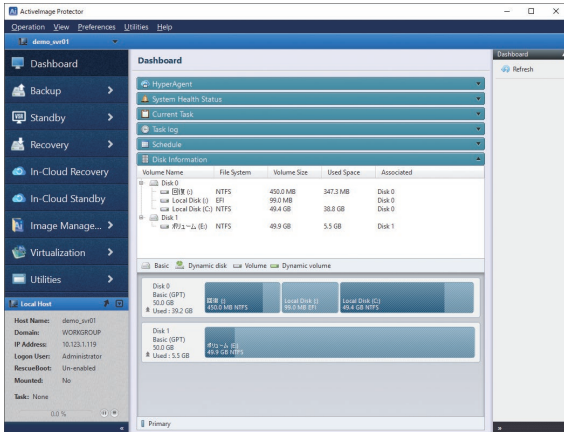 ActiveImage Protector
Operation View Preferences Utilities Help
demo_svr01
Dashboard
Backup
Standby
Recovery
In-Cloud Recovery
In-Cloud Standby
Image Manage...
Virtualization
Utilities
Local Host
Host Name: demo_svr01
Domain: WORKGROUP
IP Address: 10.123.1.119
Logon User: Administrator
RescueBoot: Un-enabled
Mounted: No
Task: None
0.0 %
Dashboard
HyperAgent
System Health Status
Current Task
Task log
Schedule
Disk Information
Volume Name File System Volume Size Used Space Associated
Disk 0
回復 (:) NTFS 450.0 MB 347.3 MB Disk 0
Local Disk (:) EFI 99.0 MB Disk 0
Local Disk (C:) NTFS 49.4 GB 38.8 GB Disk 0
Disk 1
ボリューム (E:) NTFS 49.9 GB 5.5 GB Disk 1
Basic Dynamic disk Volume Dynamic volume
Disk 0
Basic (GPT)
50.0 GB
Used : 39.2 GB
回復 (:)
450.0 MB NTFS
Local Disk (:)
99.0 MB EFI
Local Disk (C:)
49.4 GB NTFS
Disk 1
Basic (GPT)
50.0 GB
Used : 5.5 GB
ボリューム (E:)
49.9 GB NTFS
Primary
Dashboard
Refresh